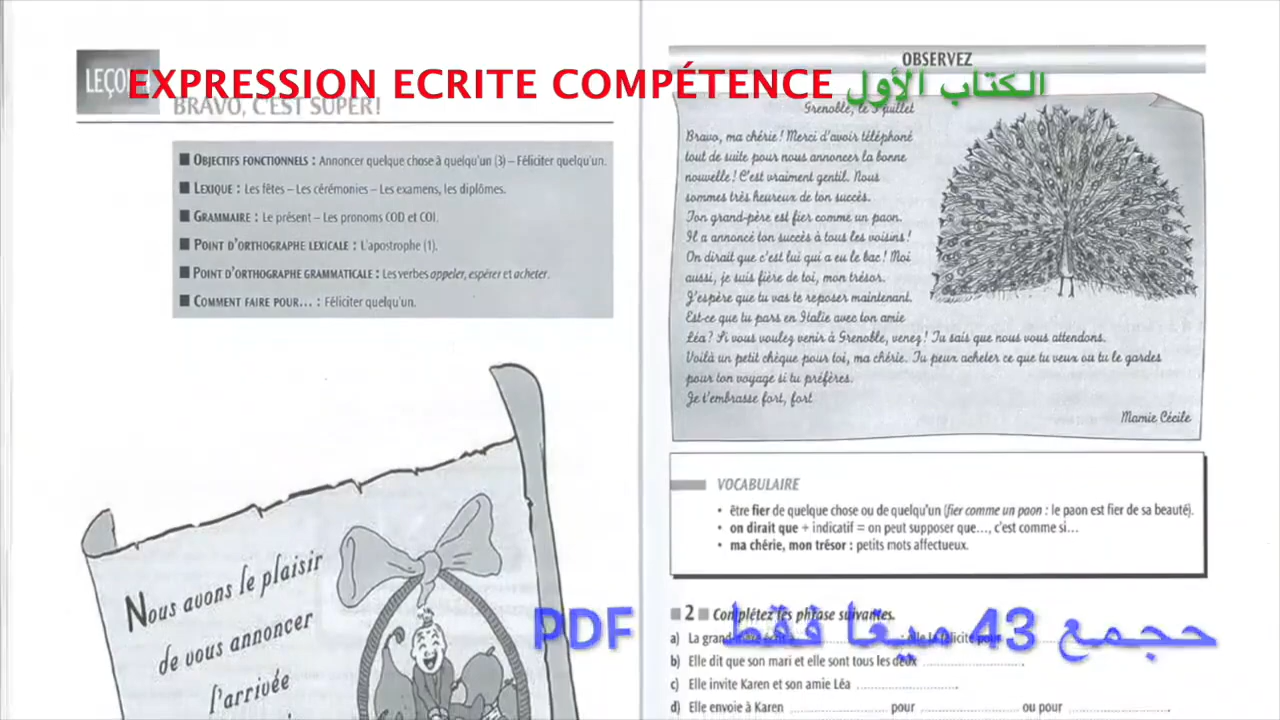 LEÇON
EXPRESSION ECRITE COMPÉTENCE الكتاب الأول
BRAVO, C'EST SUPER!
■ OBJECTIFS FONCTIONNELS : Annoncer quelque chose à quelqu'un (3) – Féliciter quelqu'un.
■ LEXIQUE : Les fêtes – Les cérémonies – Les examens, les diplômes.
■ GRAMMAIRE : Le présent – Les pronoms COD et COI.
■ POINT D'ORTHOGRAPHE LEXICALE : L'apostrophe (1).
■ POINT D'ORTHOGRAPHE GRAMMATICALE : Les verbes appeler, espérer et acheter.
■ COMMENT FAIRE POUR... : Féliciter quelqu'un.
Nous avons le plaisir
de vous annoncer
l'arrivée
OBSERVEZ
Grenoble, le 5 juillet
Bravo, ma chérie! Merci d'avoir téléphoné
tout de suite pour nous annoncer la bonne
nouvelle! C'est vraiment gentil. Nous
sommes très heureux de ton succès.
Ton grand-père est fier comme un paon.
Il a annoncé ton succès à tous les voisins!
On dirait que c'est lui qui a eu le bac! Moi
aussi, je suis fière de toi, mon trésor.
J'espère que tu vas te reposer maintenant.
Est-ce que tu pars en Italie avec ton amie
Léa? Si vous voulez venir à Grenoble, venez! Tu sais que nous vous attendons.
Voilà un petit chèque pour toi, ma chérie. Tu peux acheter ce que tu veux ou tu le gardes
pour ton voyage si tu préfères.
Je t'embrasse fort, fort
Mamie Cécile
VOCABULAIRE
• être fier de quelque chose ou de quelqu'un (fier comme un paon : le paon est fier de sa beauté).
• on dirait que + indicatif = on peut supposer que..., c'est comme si...
• ma chérie, mon trésor : petits mots affectueux.
■ 2 ■ Complétez les phrase suivantes.
حجمع 43 ميغا فقط PDF
a) La grand-mère écrit à ............ : elle la félicite pour
b) Elle dit que son mari et elle sont tous les deux ............
c) Elle invite Karen et son amie Léa ............
d) Elle envoie à Karen ............ pour ............ ou pour ............